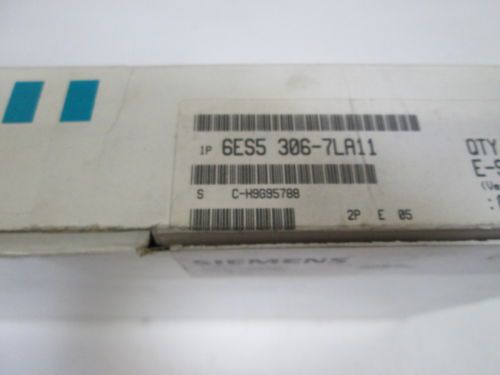 1P 6ES5 306-7LA11
QTY
S C-H9G95788
2P E 05
SIEMENS